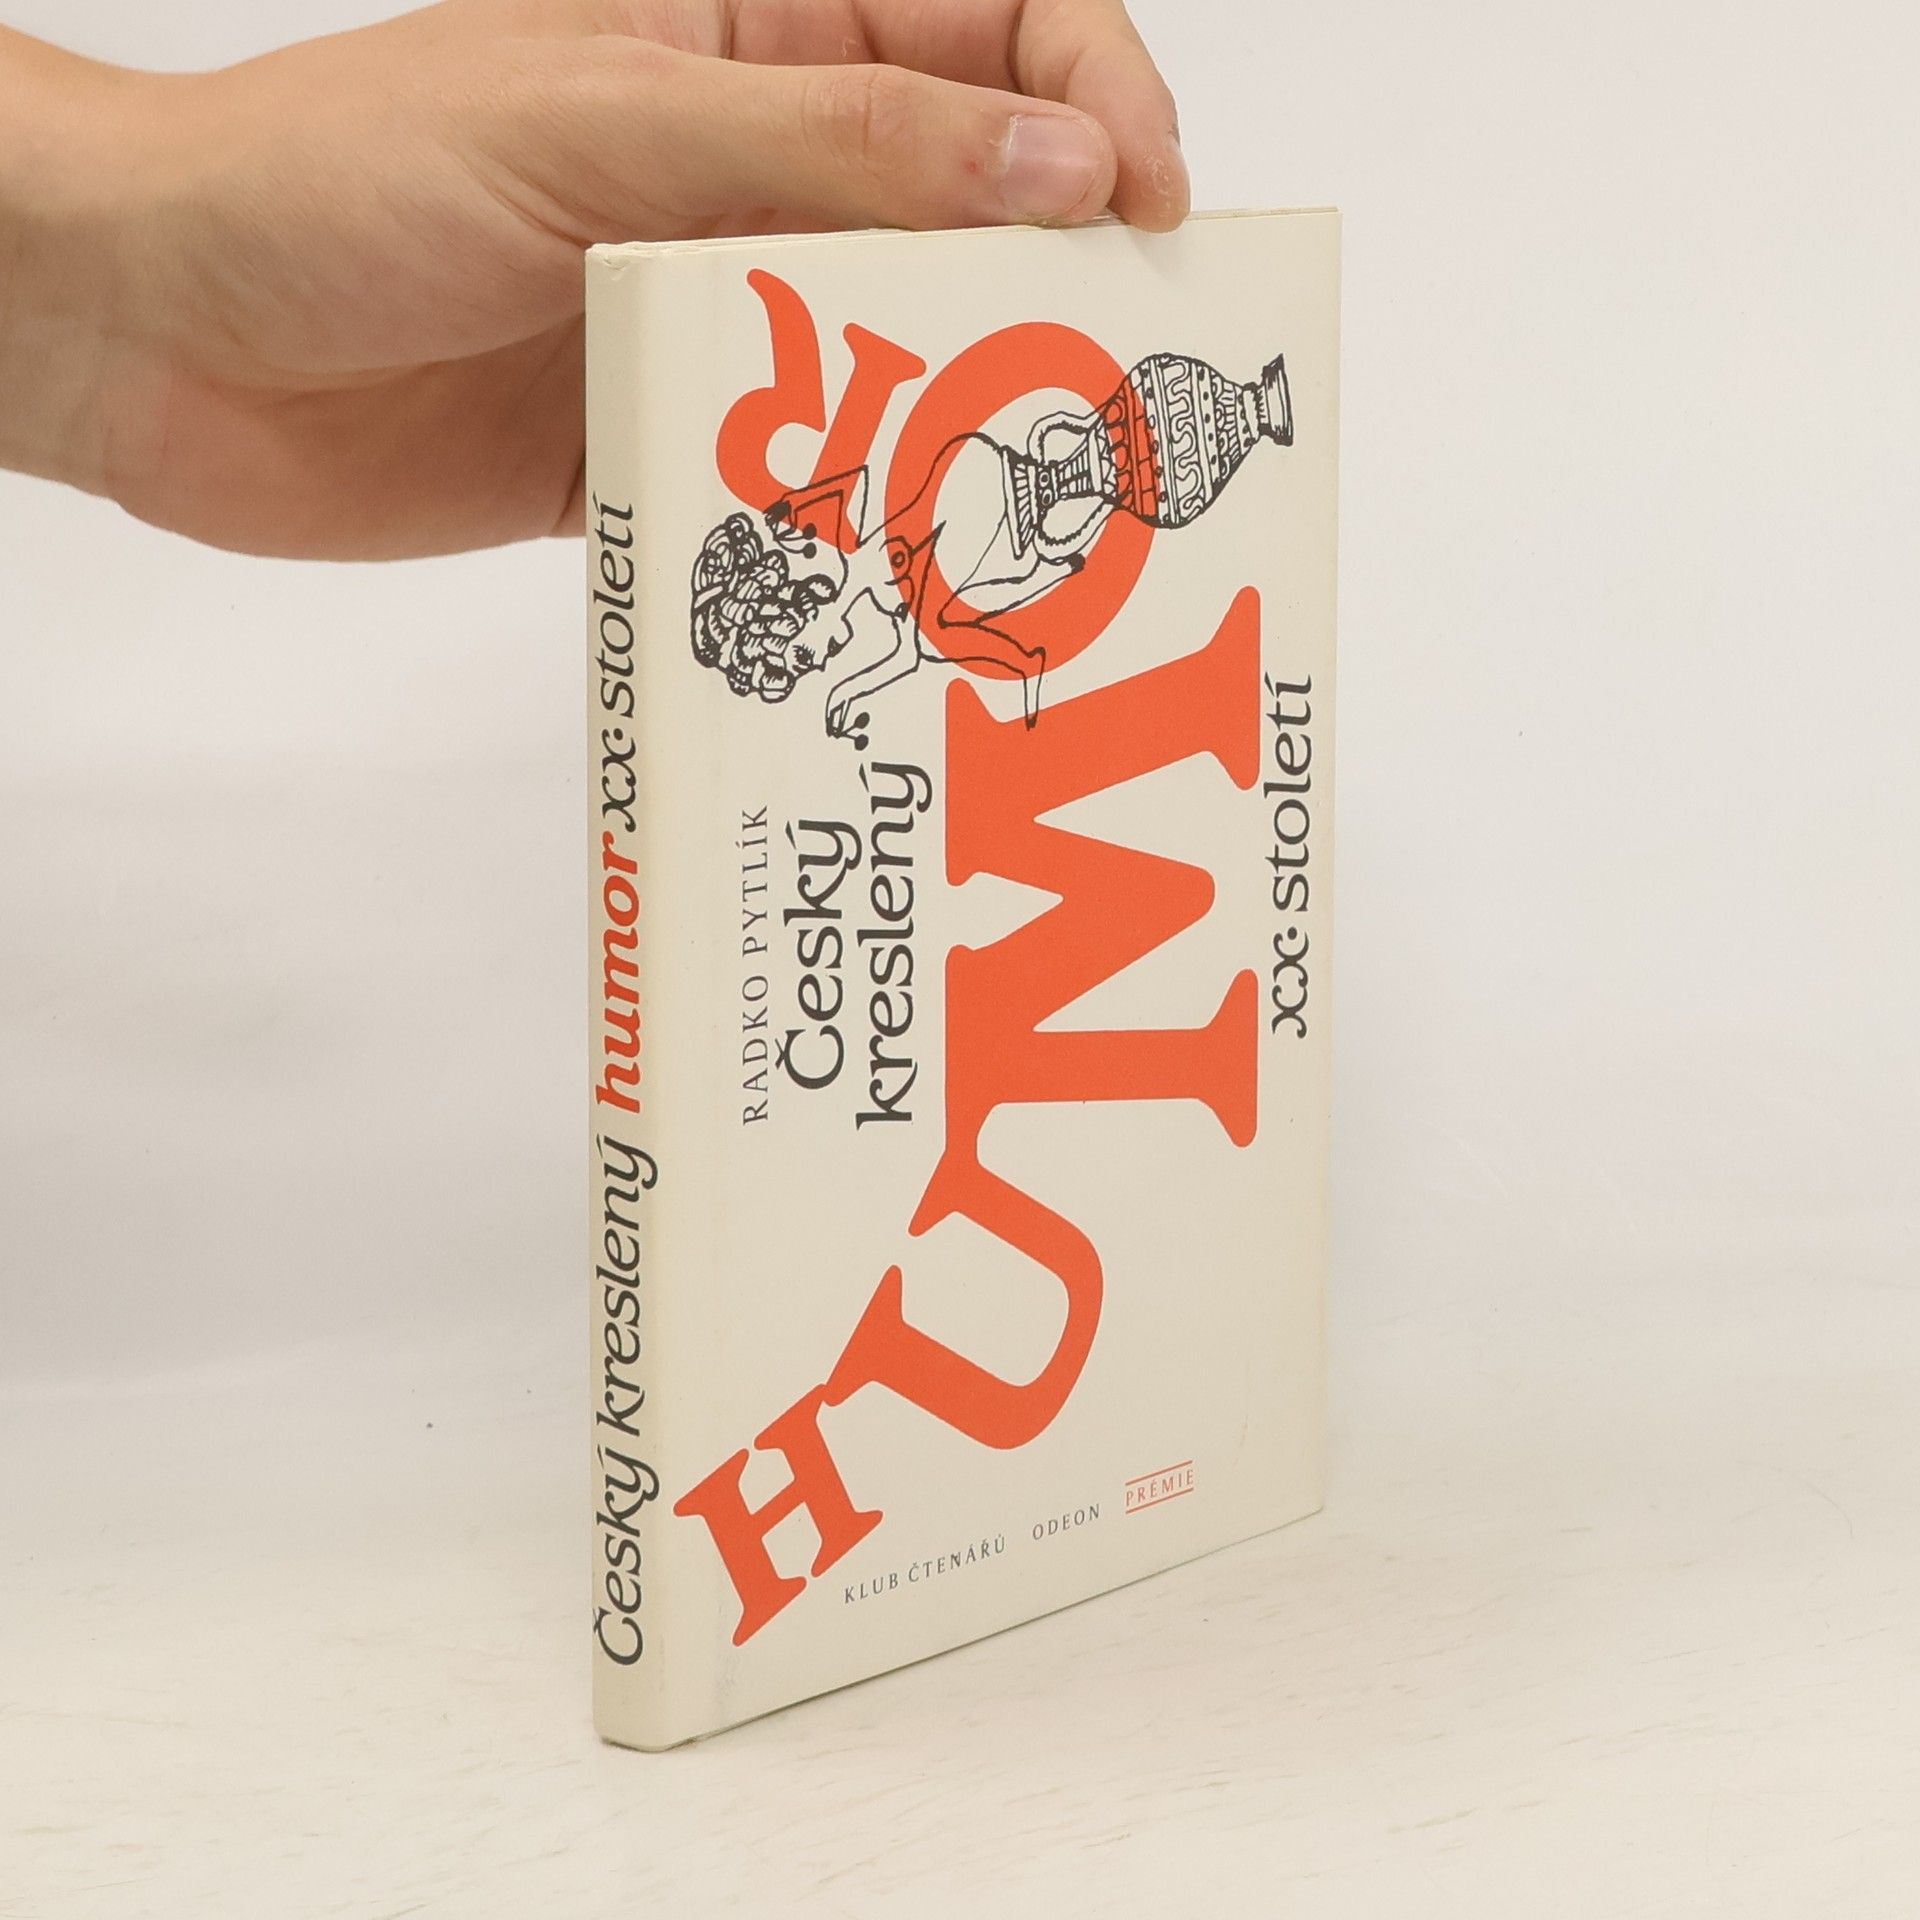 Český kreslený humor xx. století
RADKO PYTLÍK
Český
kreslený
HUMOR
xx. století
KLUB ČTENÁŘŮ ODEON PRÉMIE